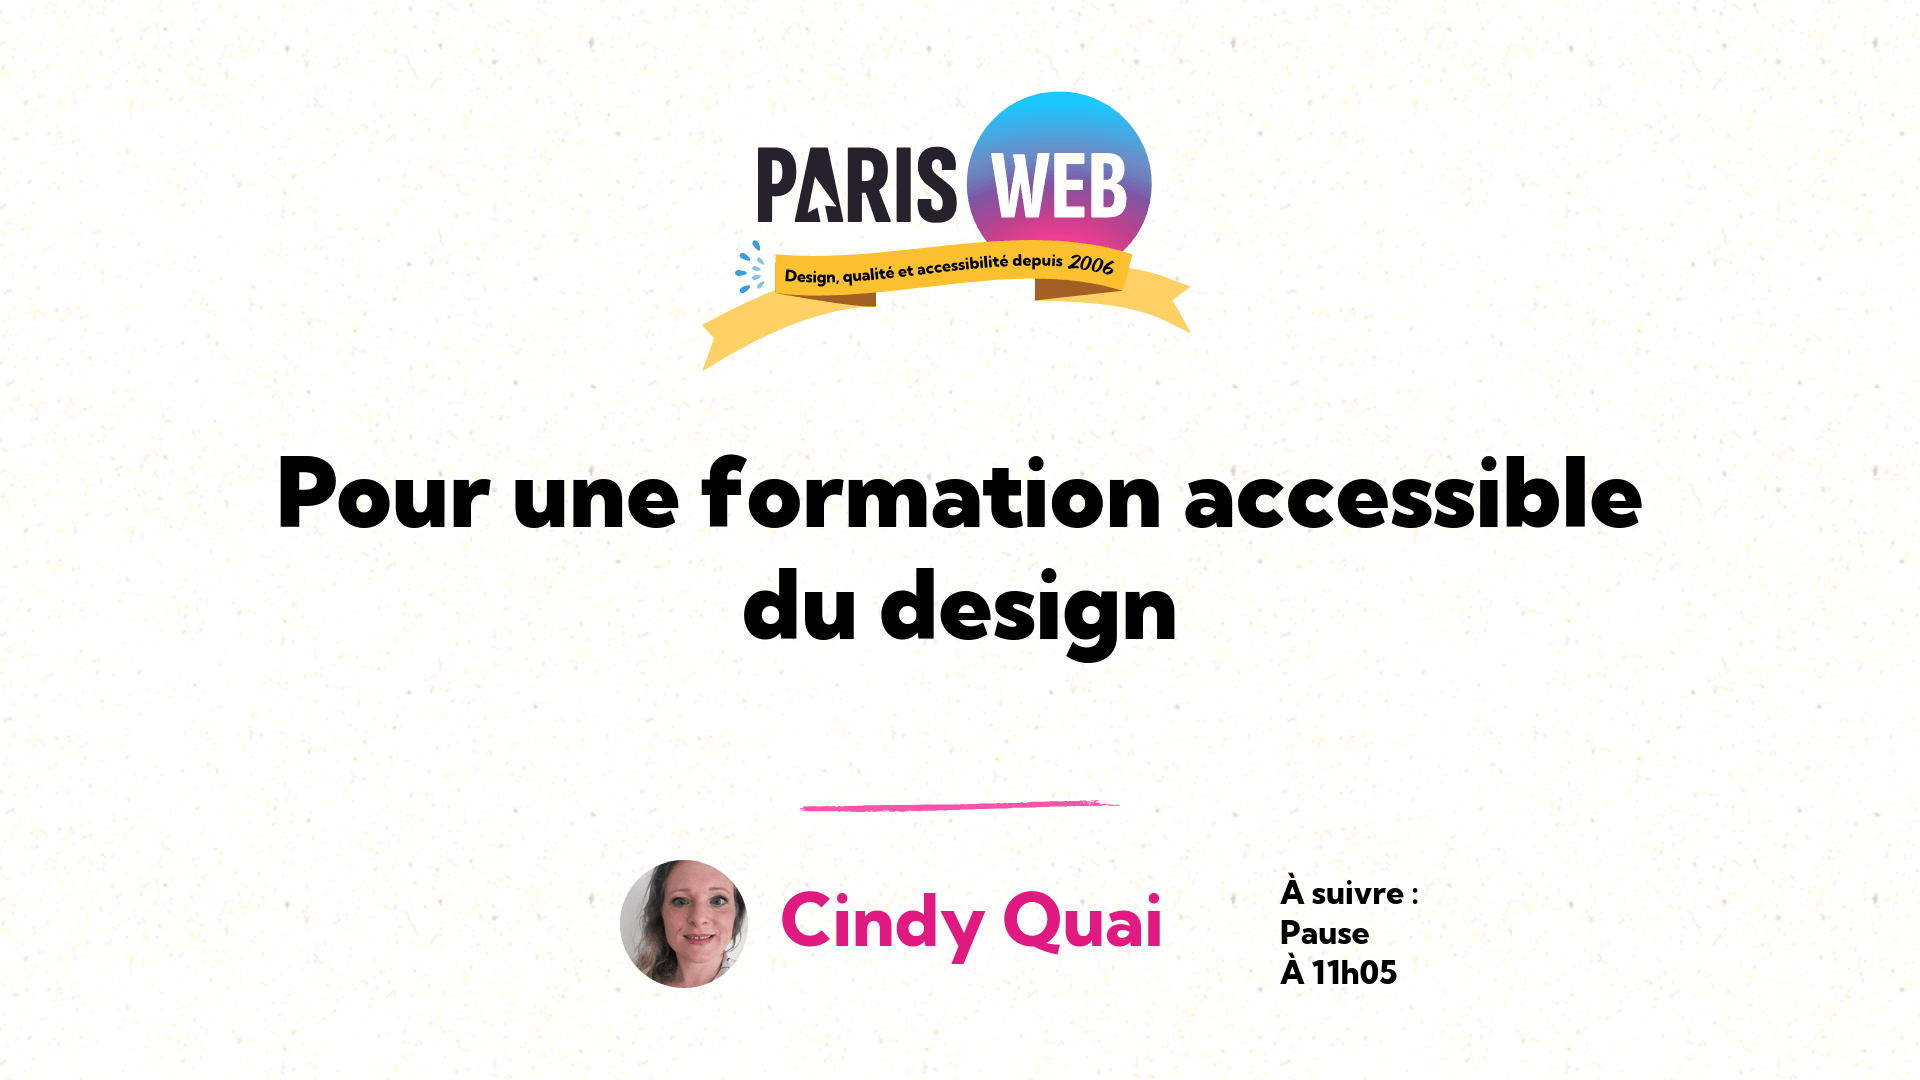 PARIS WEB
Design, qualité et accessibilité depuis 2006
Pour une formation accessible
du design
Cindy Quai
À suivre :
Pause
À 11h05